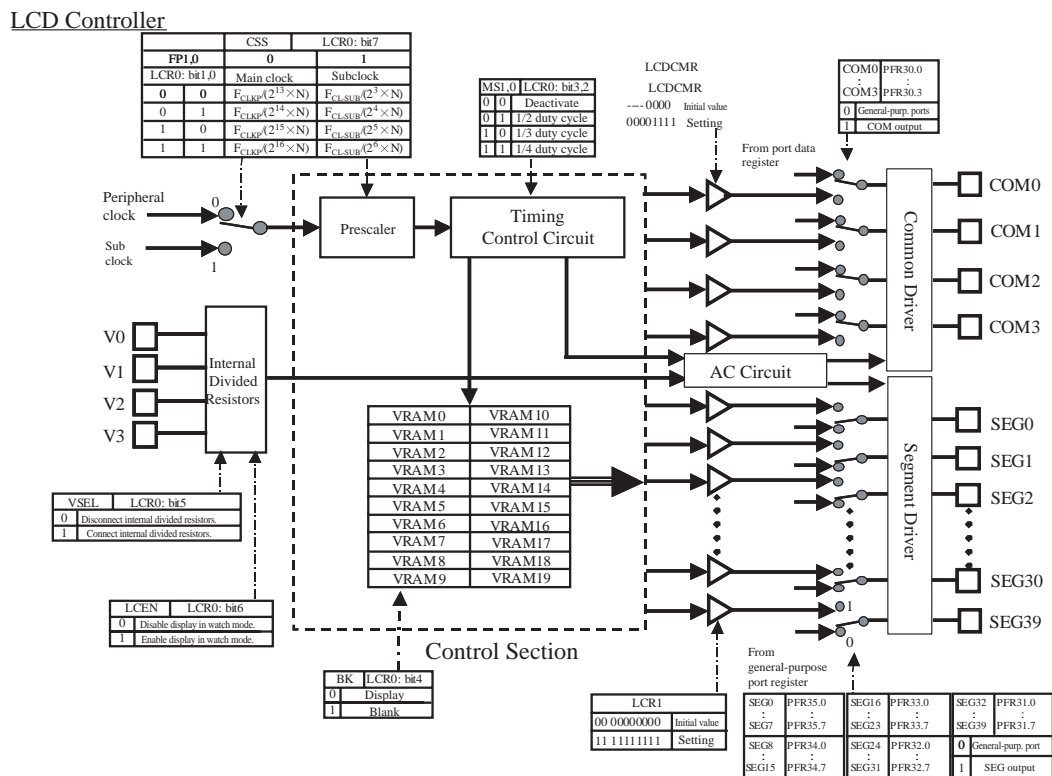 LCD Controller
CSS LCR0: bit7
FP1,0 0 1
LCR0: bit1,0 Main clock Subclock
0 0 F_CLKP/(2^13×N) F_CL-SUB/(2^3×N)
0 1 F_CLKP/(2^14×N) F_CL-SUB/(2^4×N)
1 0 F_CLKP/(2^15×N) F_CL-SUB/(2^5×N)
1 1 F_CLKP/(2^16×N) F_CL-SUB/(2^6×N)
MS1,0 LCR0: bit3,2
0 0 Deactivate
0 1 1/2 duty cycle
1 0 1/3 duty cycle
1 1 1/4 duty cycle
LCDCMR
LCDCMR
----0000 Initial value
00001111 Setting
COM0 PFR30.0
: :
COM3 PFR30.3
0 General-purp. ports
1 COM output
From port data
register
Peripheral
clock
0
Sub
clock
1
Prescaler
Timing
Control Circuit
Common Driver
COM0
COM1
COM2
COM3
V0
V1
V2
V3
Internal
Divided
Resistors
AC Circuit
VRAM0 VRAM10
VRAM1 VRAM11
VRAM2 VRAM12
VRAM3 VRAM13
VRAM4 VRAM14
VRAM5 VRAM15
VRAM6 VRAM16
VRAM7 VRAM17
VRAM8 VRAM18
VRAM9 VRAM19
Segment Driver
SEG0
SEG1
SEG2
SEG30
SEG39
1
0
VSEL LCR0: bit5
0 Disconnect internal divided resistors.
1 Connect internal divided resistors.
LCEN LCR0: bit6
0 Disable display in watch mode.
1 Enable display in watch mode.
Control Section
BK LCR0: bit4
0 Display
1 Blank
LCR1
00 00000000 Initial value
11 11111111 Setting
From
general-purpose
port register
SEG0 PFR35.0 SEG16 PFR33.0 SEG32 PFR31.0
: : : : : :
SEG7 PFR35.7 SEG23 PFR33.7 SEG39 PFR31.7
SEG8 PFR34.0 SEG24 PFR32.0 0 General-purp. port
: : : :
SEG15 PFR34.7 SEG31 PFR32.7 1 SEG output